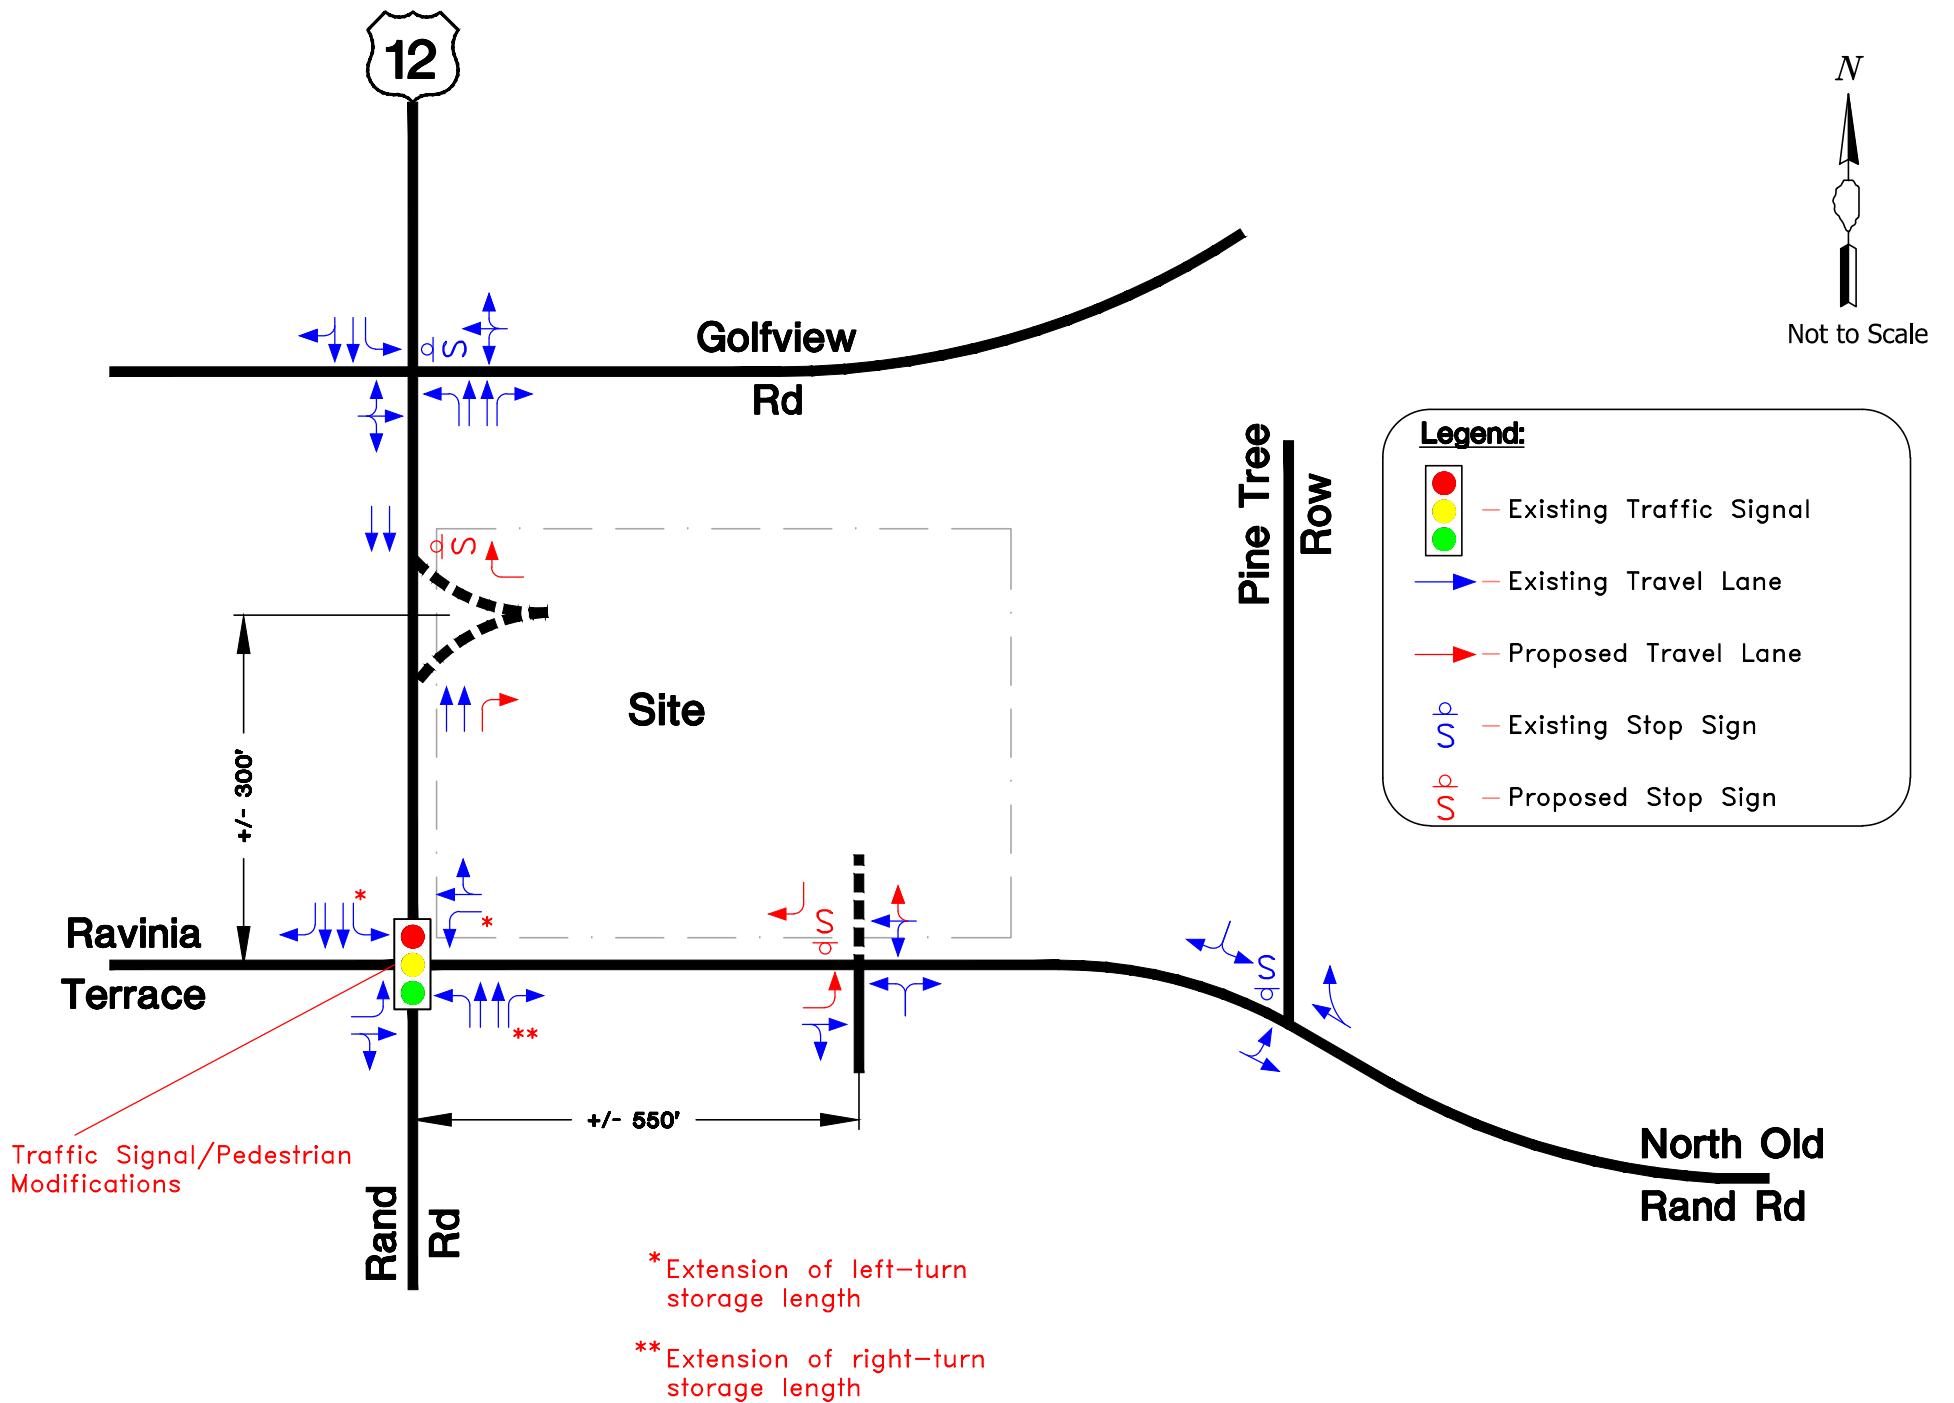 12
N
Not to Scale
Golfview
Rd
S
S
Pine Tree
Row
Legend:
Existing Traffic Signal
Existing Travel Lane
Proposed Travel Lane
S Existing Stop Sign
S Proposed Stop Sign
Site
+/- 300'
*
*
S
S
Ravinia
Terrace
**
+/- 550'
Traffic Signal/Pedestrian
Modifications
Rand
Rd
North Old
Rand Rd
*Extension of left-turn
storage length
**Extension of right-turn
storage length